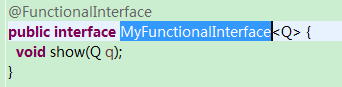 @FunctionalInterface
public interface MyFunctionalInterface<Q> {
  void show(Q q);
}